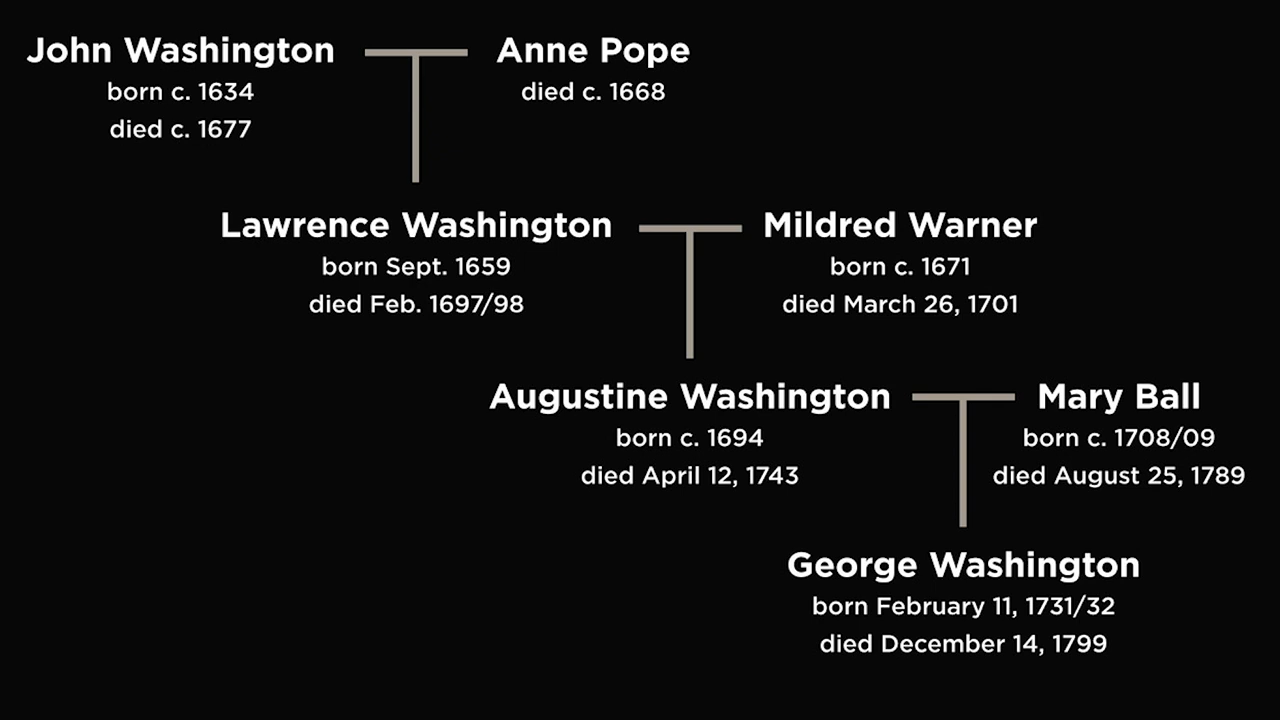 John Washington
Anne Pope
born c. 1634
died c. 1668
died c. 1677
Lawrence Washington
Mildred Warner
born Sept. 1659
born c. 1671
died Feb. 1697/98
died March 26, 1701
Augustine Washington
Mary Ball
born c. 1694
born c. 1708/09
died April 12, 1743
died August 25, 1789
George Washington
born February 11, 1731/32
died December 14, 1799